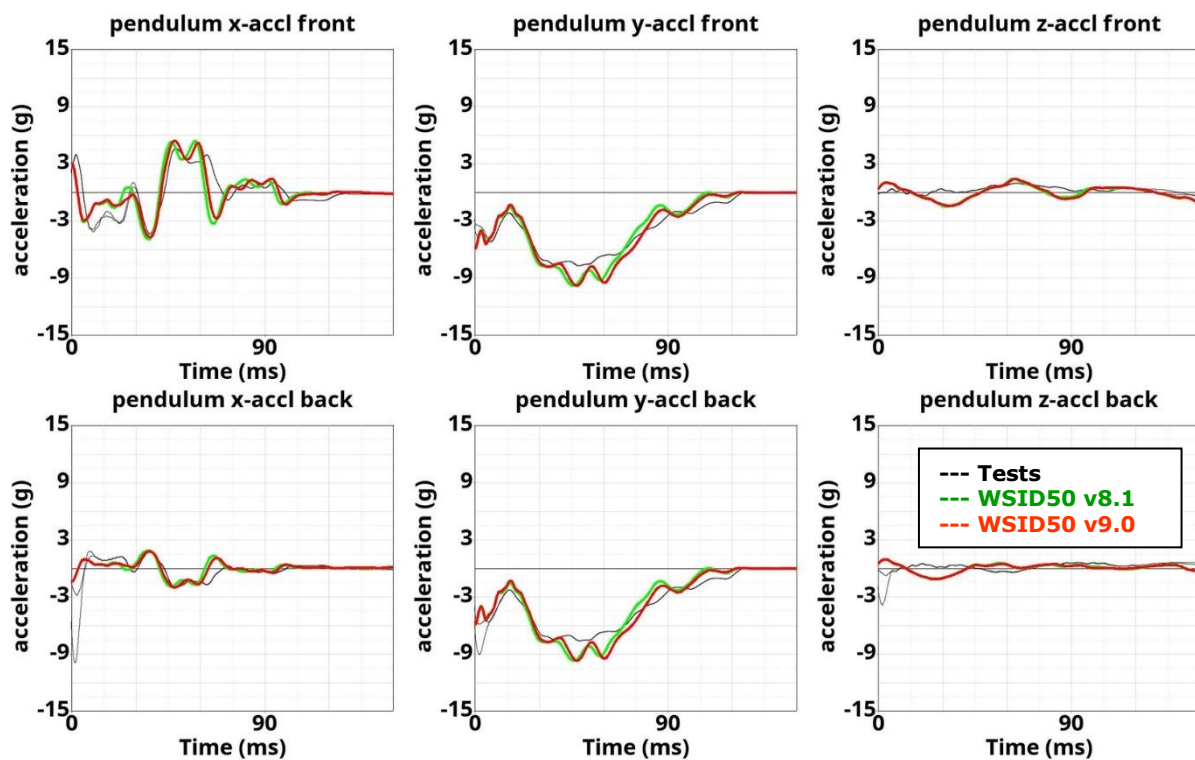 pendulum x-accl front
pendulum y-accl front
pendulum z-accl front
15
9
3
-3
-9
-15
acceleration (g)
0
90
Time (ms)
15
9
3
-3
-9
-15
acceleration (g)
0
90
Time (ms)
15
9
3
-3
-9
-15
acceleration (g)
0
90
Time (ms)
pendulum x-accl back
pendulum y-accl back
pendulum z-accl back
15
9
3
-3
-9
-15
acceleration (g)
0
90
Time (ms)
15
9
3
-3
-9
-15
acceleration (g)
0
90
Time (ms)
15
9
3
-3
-9
-15
acceleration (g)
0
90
Time (ms)
--- Tests
--- WSID50 v8.1
--- WSID50 v9.0